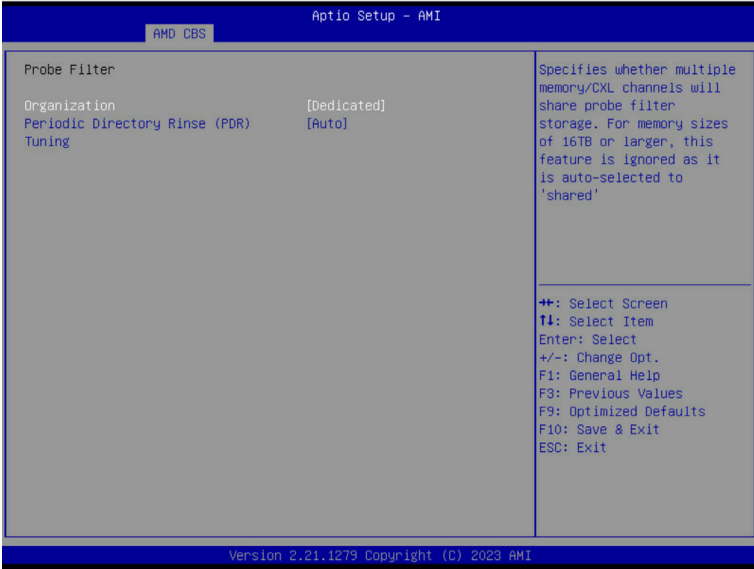 Aptio Setup – AMI
AMD CBS
Probe Filter
Organization [Dedicated]
Periodic Directory Rinse (PDR) [Auto]
Tuning
Specifies whether multiple
memory/CXL channels will
share probe filter
storage. For memory sizes
of 16TB or larger, this
feature is ignored as it
is auto-selected to
'shared'
→←: Select Screen
↑↓: Select Item
Enter: Select
+/-: Change Opt.
F1: General Help
F3: Previous Values
F9: Optimized Defaults
F10: Save & Exit
ESC: Exit
Version 2.21.1279 Copyright (C) 2023 AMI